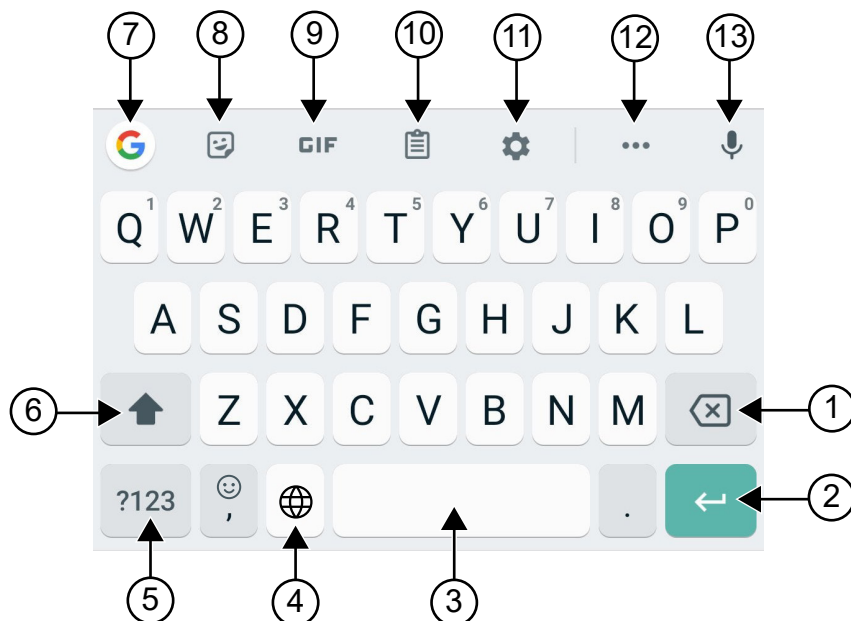 7 8 9 10 11 12 13
G GIF
Q1 W2 E3 R4 T5 Y6 U7 I8 O9 P0
A S D F G H J K L
6 Z X C V B N M 1
?123 , . 2
5 4 3